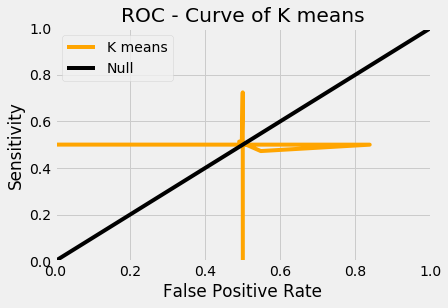 ROC - Curve of K means
K means
Null
1.0
0.8
0.6
0.4
0.2
0.0
Sensitivity
0.0 0.2 0.4 0.6 0.8 1.0
False Positive Rate